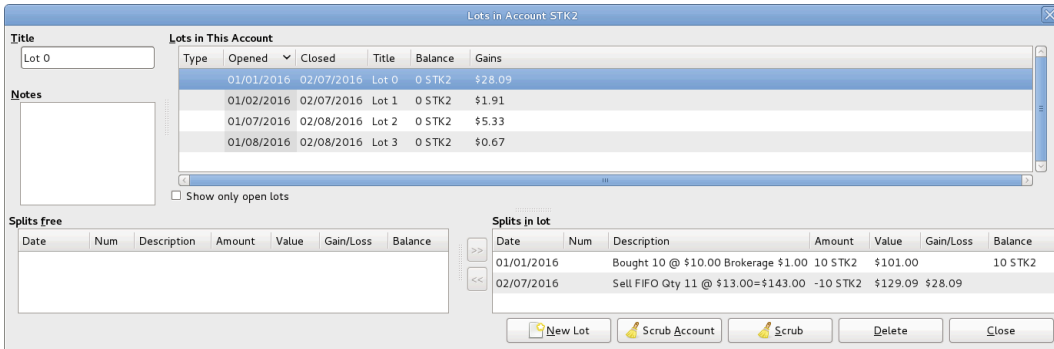 Lots in Account STK2
Title
Lot 0
Notes
Lots in This Account
Type Opened Closed Title Balance Gains
01/01/2016 02/07/2016 Lot 0 0 STK2 $28.09
01/02/2016 02/07/2016 Lot 1 0 STK2 $1.91
01/07/2016 02/08/2016 Lot 2 0 STK2 $5.33
01/08/2016 02/08/2016 Lot 3 0 STK2 $0.67
Show only open lots
Splits free
Date Num Description Amount Value Gain/Loss Balance
>>
<<
Splits in lot
Date Num Description Amount Value Gain/Loss Balance
01/01/2016 Bought 10 @ $10.00 Brokerage $1.00 10 STK2 $101.00 10 STK2
02/07/2016 Sell FIFO Qty 11 @ $13.00=$143.00 -10 STK2 $129.09 $28.09
New Lot Scrub Account Scrub Delete Close